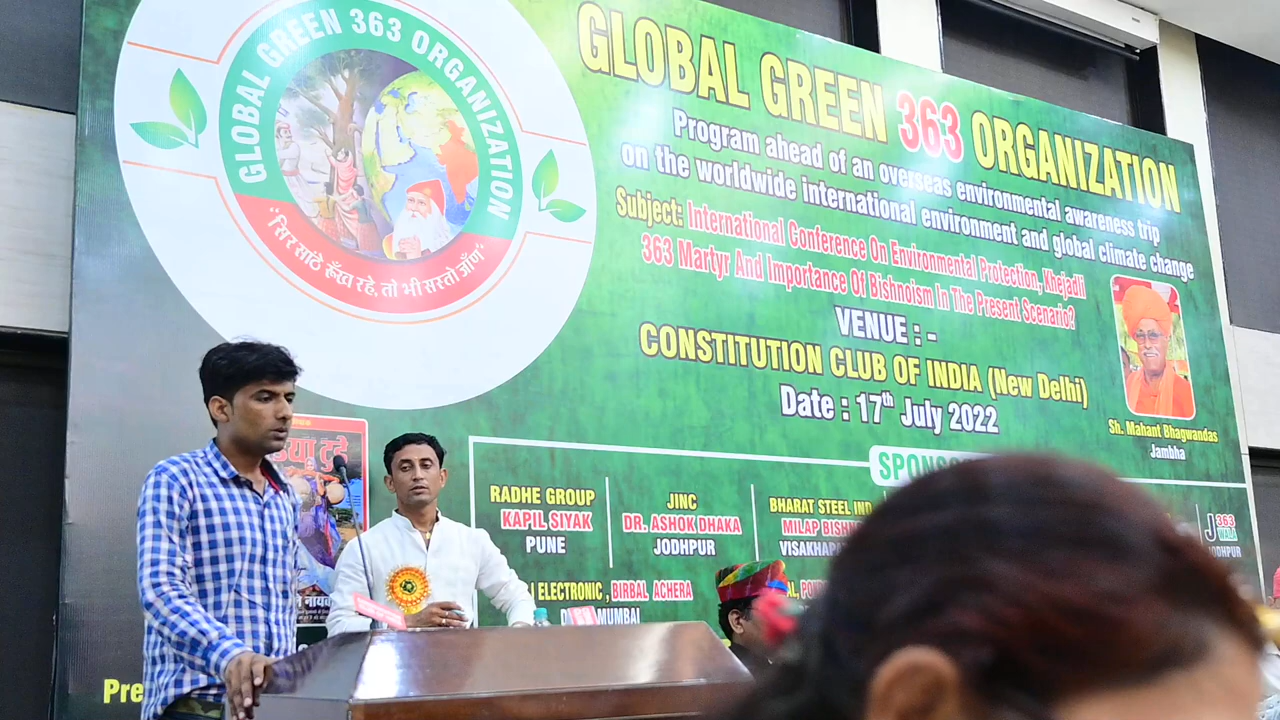 GLOBAL GREEN 363 ORGANIZATION
"सिर सांठे रूँख रहे, तो भी सस्तो जाँण"
GLOBAL GREEN 363 ORGANIZATION
Program ahead of an overseas environmental awareness trip
on the worldwide international environment and global climate change
Subject: International Conference On Environmental Protection, Khejadli
363 Martyr And Importance Of Bishnoism In The Present Scenario?
VENUE : -
CONSTITUTION CLUB OF INDIA (New Delhi)
Date : 17th July 2022
Sh. Mahant Bhagwandas
Jambha
RADHE GROUP
KAPIL SIYAK
PUNE
JINC
DR. ASHOK DHAKA
JODHPUR
BHARAT STEEL IND
MILAP BISHN
VISAKHAPA
J 363
WALA
JODHPUR
ELECTRONIC , BIRBAL ACHERA
MUMBAI
Pre